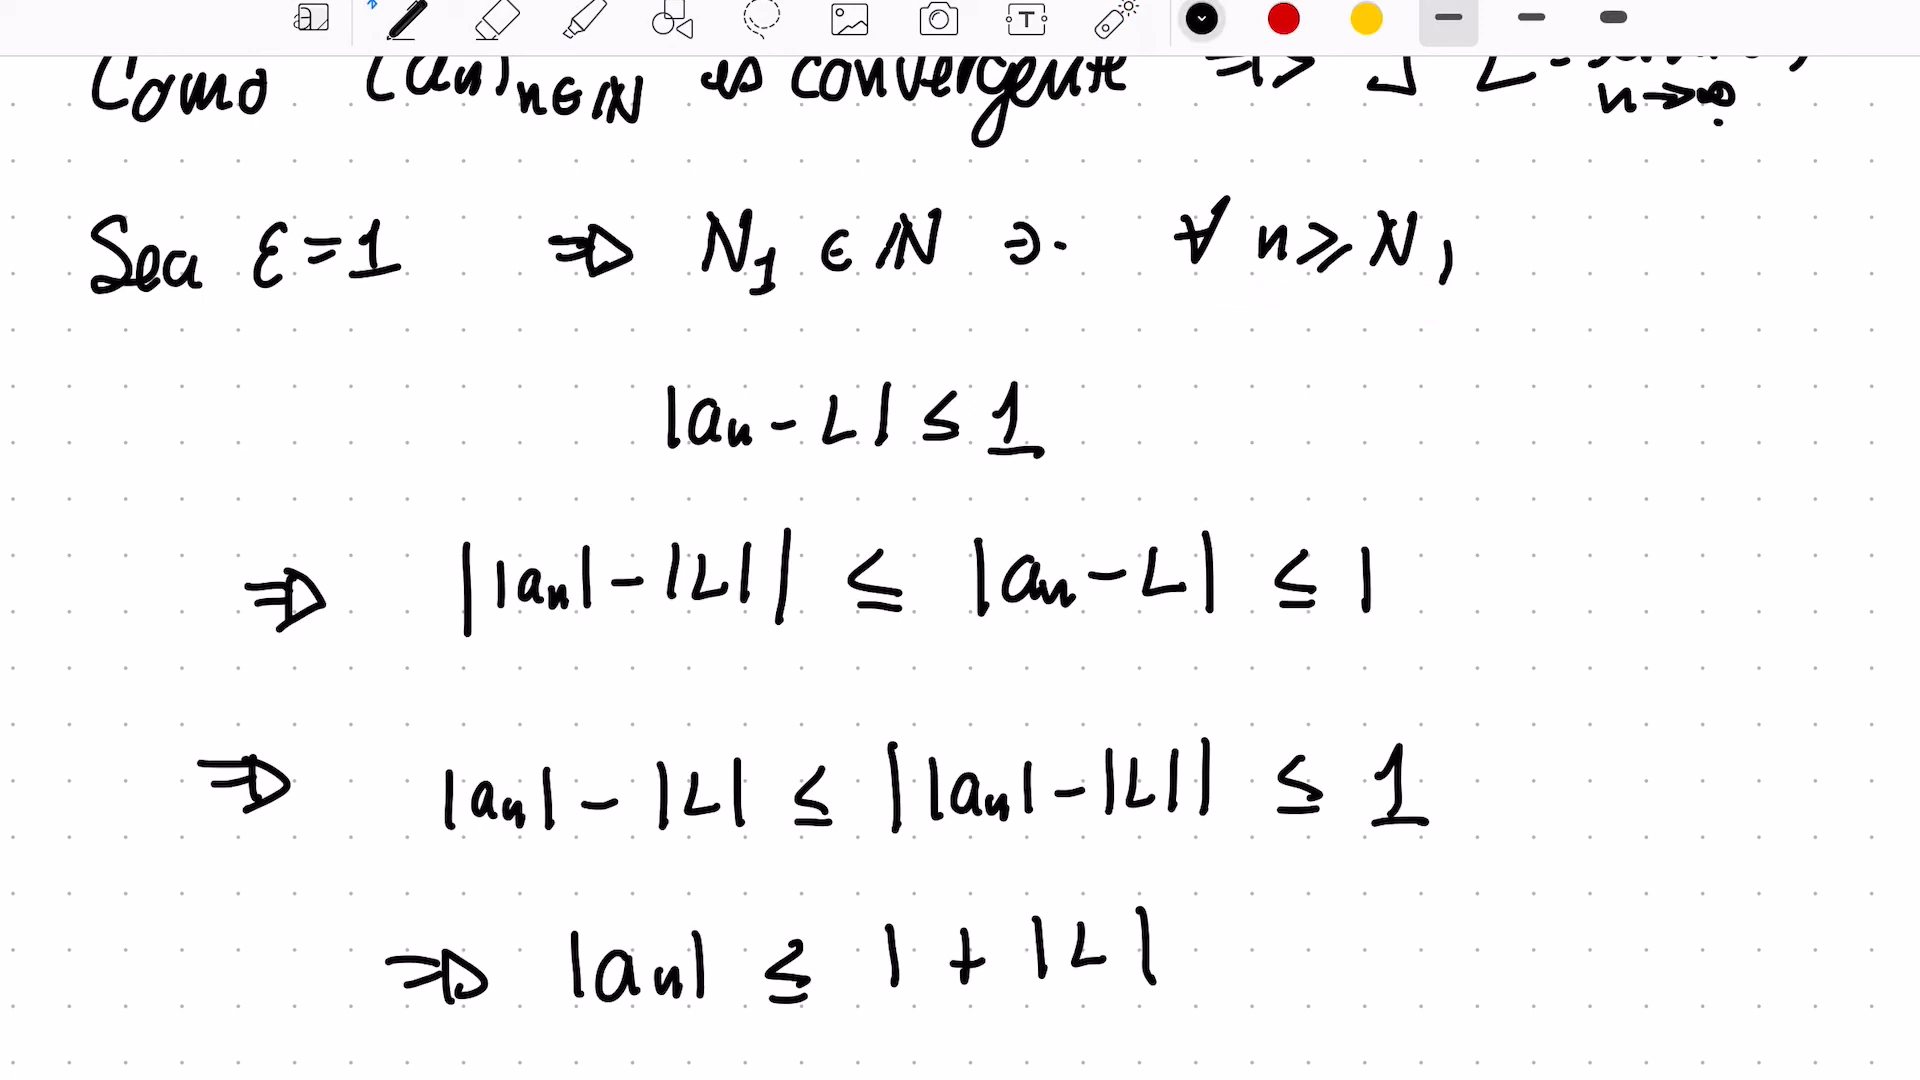 Como (an)n∈ℕ es convergente => ∃ L = n→∞
Sea ε = 1 => N1 ∈ ℕ ∋· ∀ n ⩾ N1
|an - L| ≤ 1
=> ||an| - |L|| ≤ |an - L| ≤ 1
=> |an| - |L| ≤ ||an| - |L|| ≤ 1
=> |an| ≤ 1 + |L|